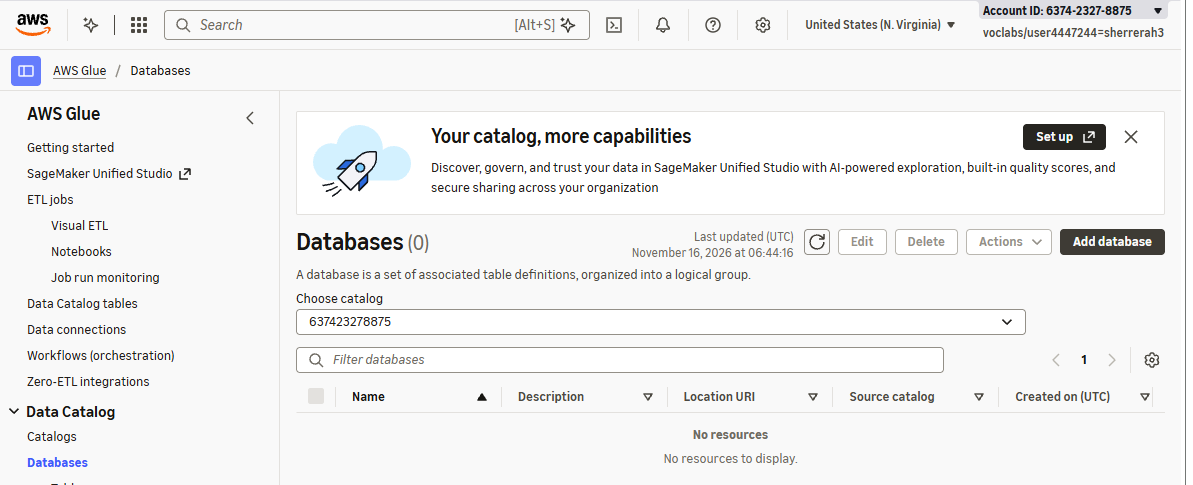 aws
Search
[Alt+S]
United States (N. Virginia)
Account ID: 6374-2327-8875
voclabs/user4447244=sherrerah3
AWS Glue / Databases
AWS Glue
Getting started
SageMaker Unified Studio
ETL jobs
Visual ETL
Notebooks
Job run monitoring
Data Catalog tables
Data connections
Workflows (orchestration)
Zero-ETL integrations
Data Catalog
Catalogs
Databases
Your catalog, more capabilities
Discover, govern, and trust your data in SageMaker Unified Studio with AI-powered exploration, built-in quality scores, and
secure sharing across your organization
Set up
Databases (0)
Last updated (UTC)
November 16, 2026 at 06:44:16
Edit
Delete
Actions
Add database
A database is a set of associated table definitions, organized into a logical group.
Choose catalog
637423278875
Filter databases
1
Name
Description
Location URI
Source catalog
Created on (UTC)
No resources
No resources to display.